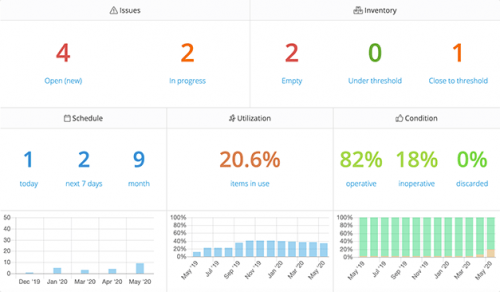 Issues
Inventory
4 2 2 0 1
Open (new) In progress Empty Under threshold Close to threshold
Schedule Utilization Condition
1 2 9 20.6% 82% 18% 0%
today next 7 days month items in use operative inoperative discarded
50
40
30
20
10
0
Dec '19 Jan '20 Mar '20 Apr '20 May '20
100%
80%
60%
40%
20%
0%
May '19 Jul '19 Sep '19 Nov '19 Jan '20 Mar '20 May '20
100%
80%
60%
40%
20%
0%
May '19 Jul '19 Sep '19 Nov '19 Jan '20 Mar '20 May '20